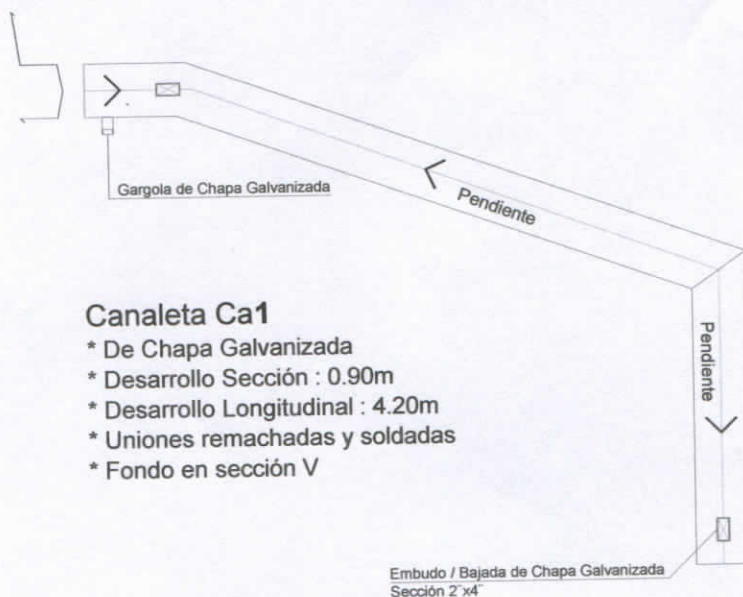 Gargola de Chapa Galvanizada
Pendiente
Canaleta Ca1
* De Chapa Galvanizada
* Desarrollo Sección : 0.90m
* Desarrollo Longitudinal : 4.20m
* Uniones remachadas y soldadas
* Fondo en sección V
Pendiente
Embudo / Bajada de Chapa Galvanizada
Sección 2¨x4¨